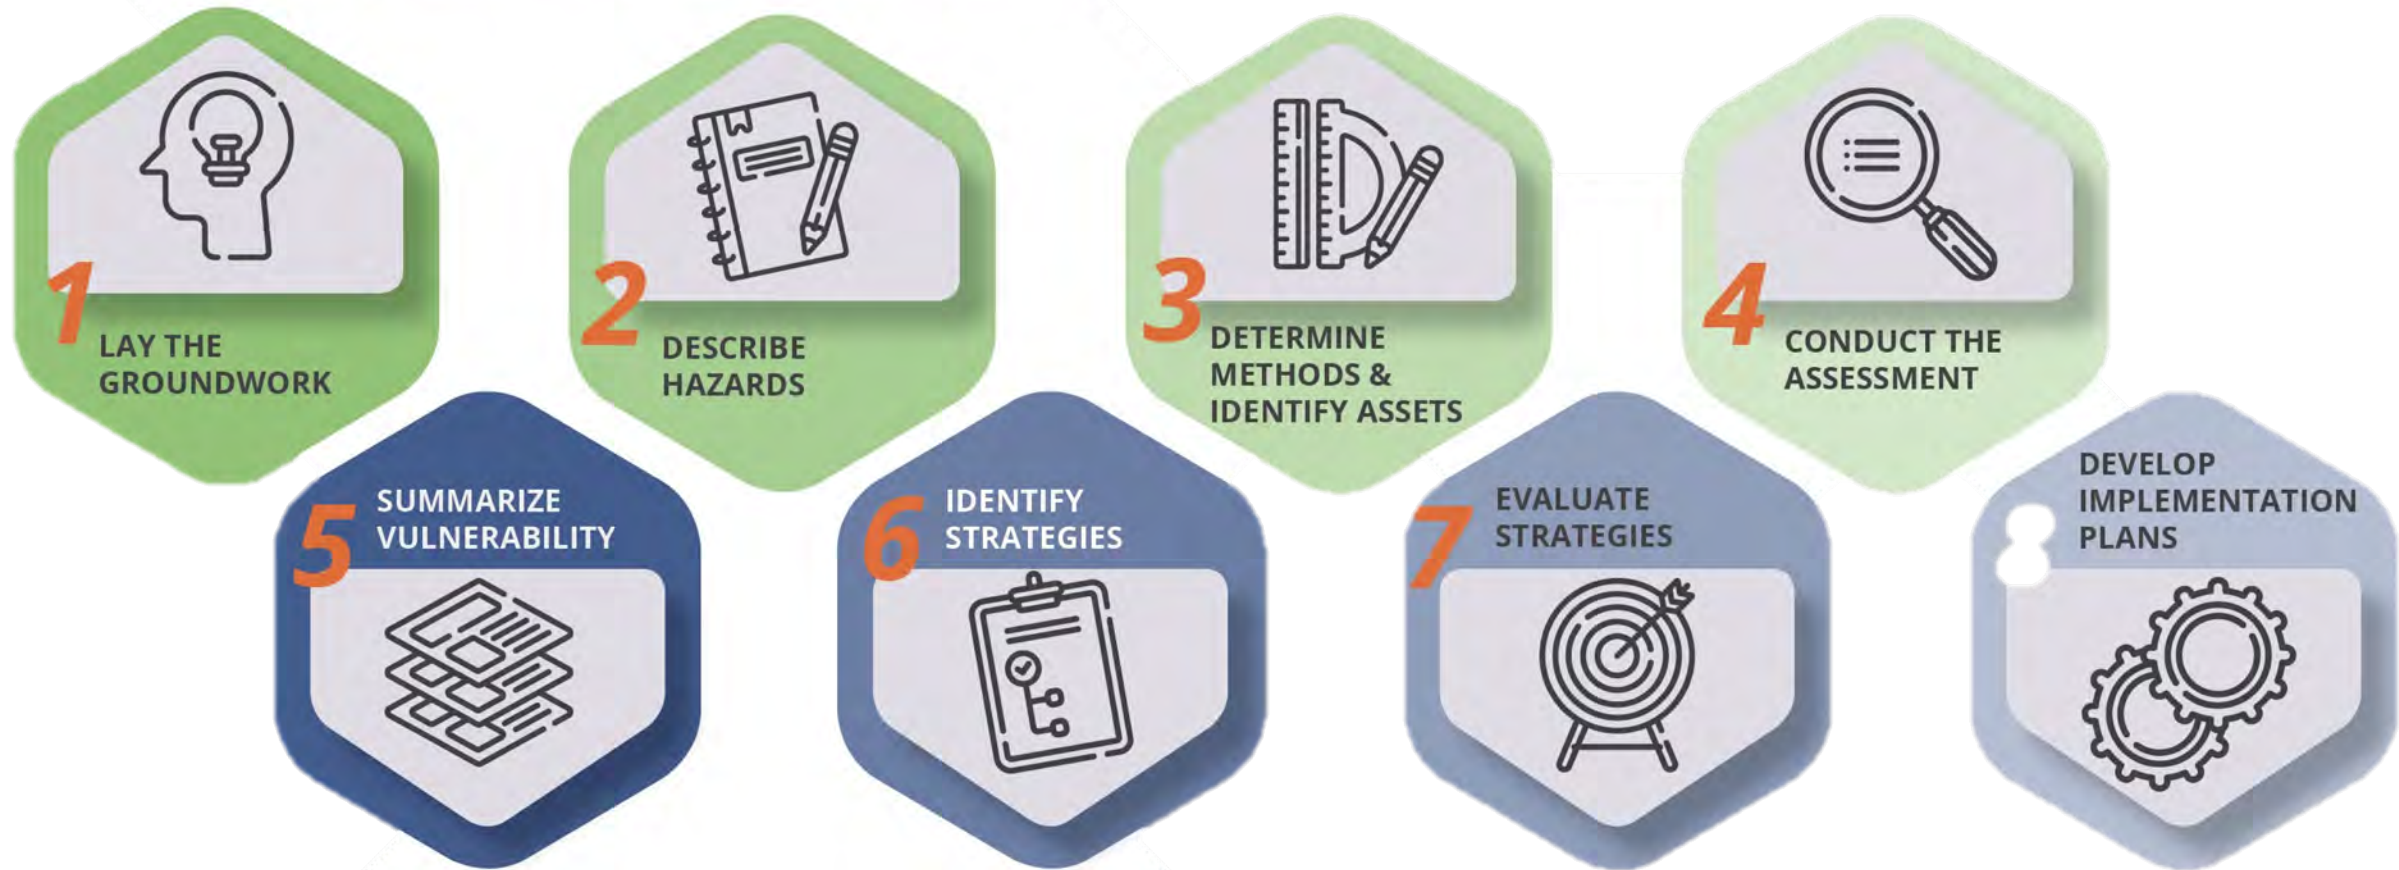 1
LAY THE
GROUNDWORK
2
DESCRIBE
HAZARDS
3
DETERMINE
METHODS &
IDENTIFY ASSETS
4
CONDUCT THE
ASSESSMENT
5
SUMMARIZE
VULNERABILITY
6
IDENTIFY
STRATEGIES
7
EVALUATE
STRATEGIES
8
DEVELOP
IMPLEMENTATION
PLANS